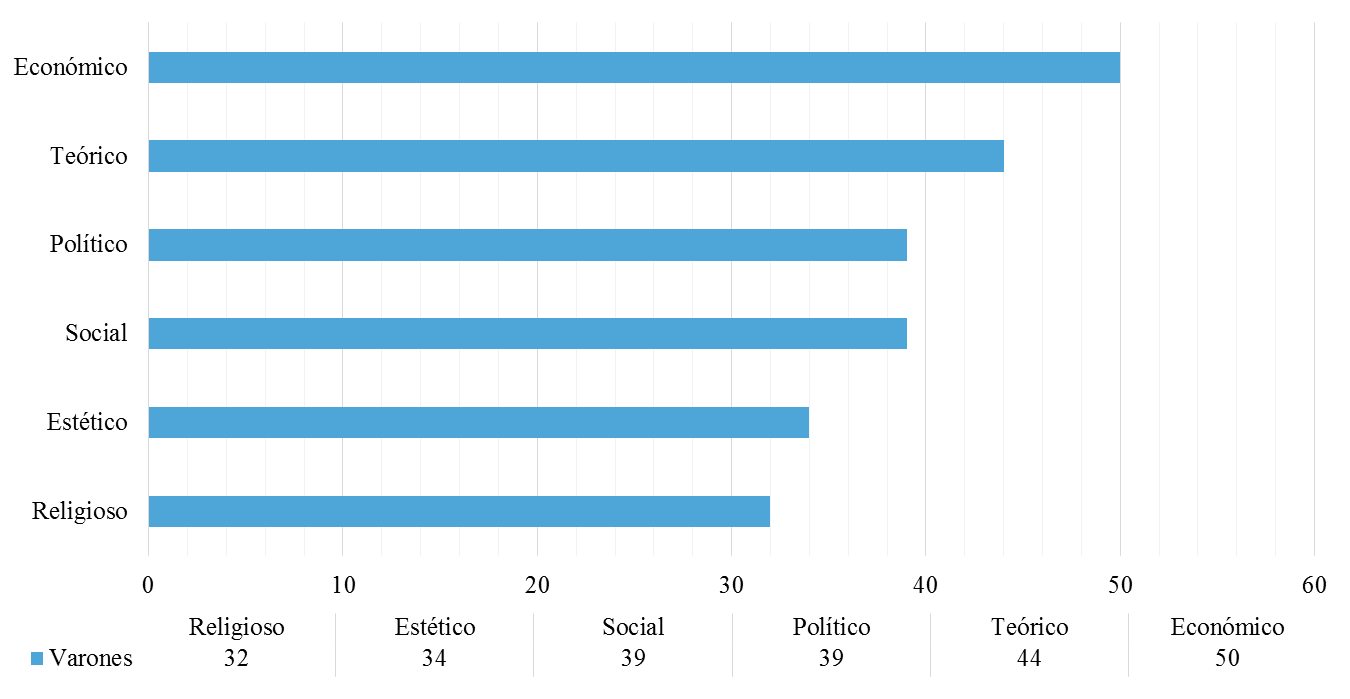 Económico
Teórico
Político
Social
Estético
Religioso
0 10 20 30 40 50 60
Religioso Estético Social Político Teórico Económico
Varones 32 34 39 39 44 50